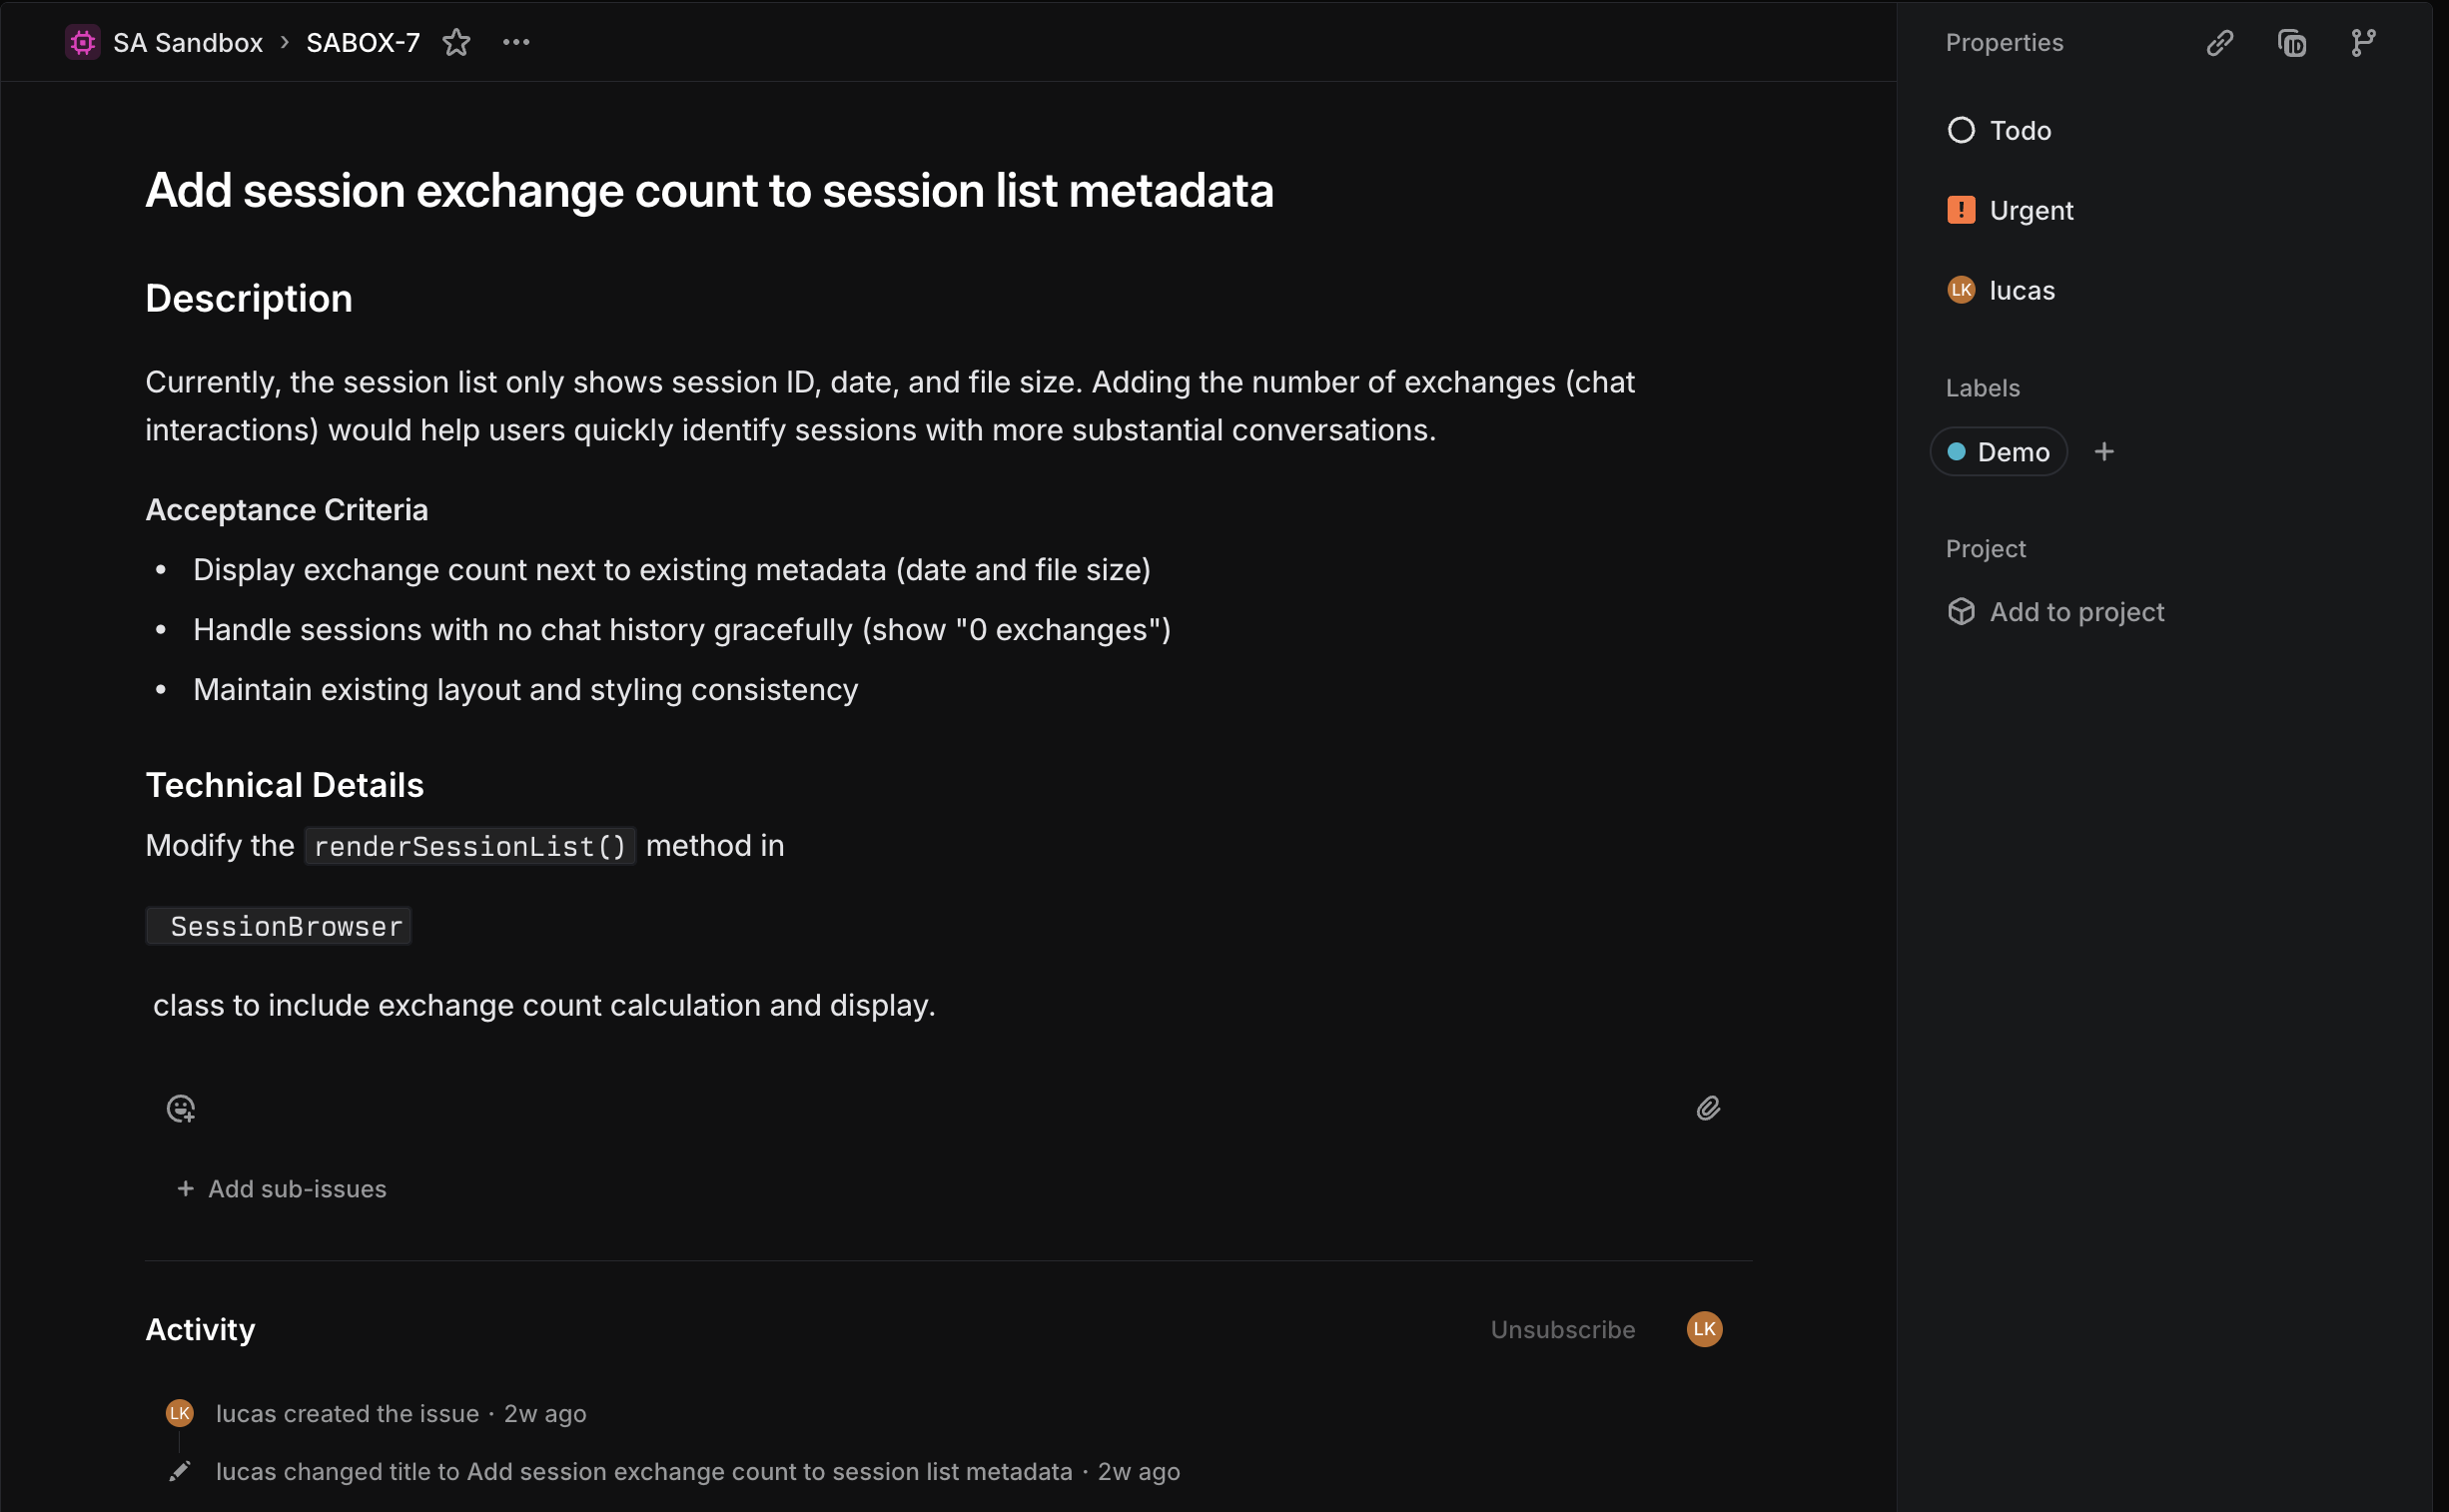 SA Sandbox › SABOX-7
Add session exchange count to session list metadata
Description
Currently, the session list only shows session ID, date, and file size. Adding the number of exchanges (chat
interactions) would help users quickly identify sessions with more substantial conversations.
Acceptance Criteria
• Display exchange count next to existing metadata (date and file size)
• Handle sessions with no chat history gracefully (show "0 exchanges")
• Maintain existing layout and styling consistency
Technical Details
Modify the renderSessionList() method in
SessionBrowser
class to include exchange count calculation and display.
+ Add sub-issues
Activity
Unsubscribe
LK
LK lucas created the issue · 2w ago
lucas changed title to Add session exchange count to session list metadata · 2w ago
Properties
Todo
! Urgent
LK lucas
Labels
Demo +
Project
Add to project